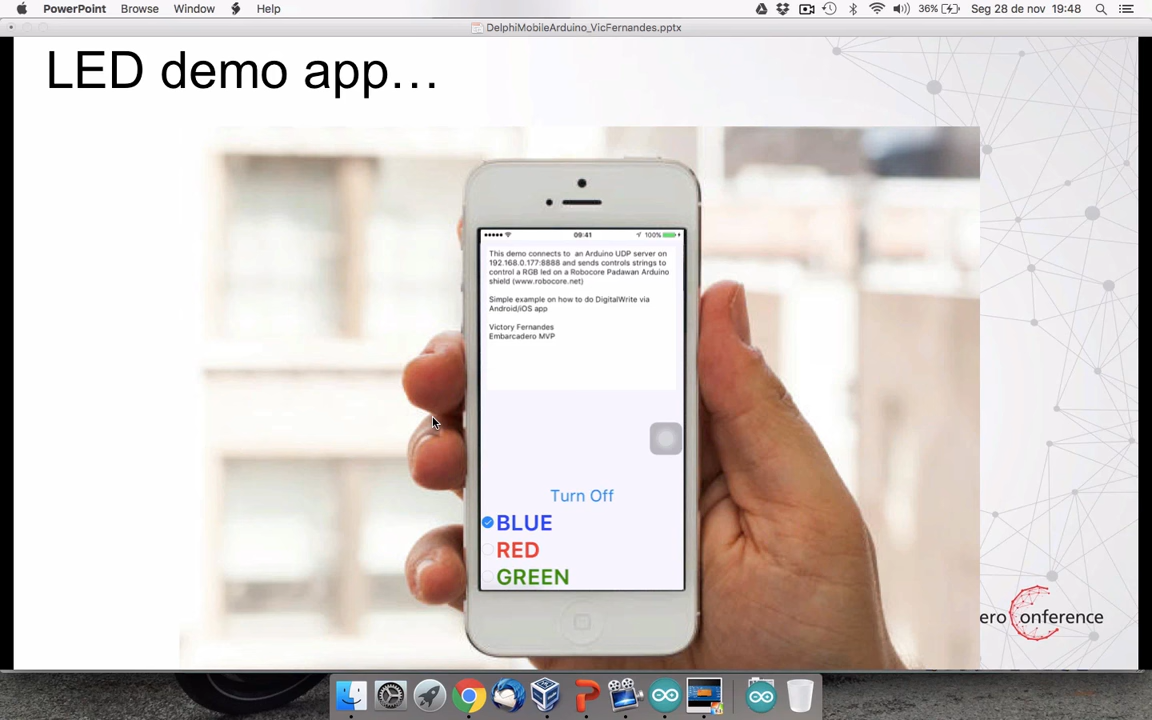 PowerPoint Browse Window Help
36% Seg 28 de nov 19:48
DelphiMobileArduino_VicFernandes.pptx
LED demo app…
09:41 100%
This demo connects to an Arduino UDP server on
192.168.0.177:8888 and sends controls strings to
control a RGB led on a Robocore Padawan Arduino
shield (www.robocore.net)
Simple example on how to do DigitalWrite via
Android/iOS app
Victory Fernandes
Embarcadero MVP
Turn Off
BLUE
RED
GREEN
ero Conference